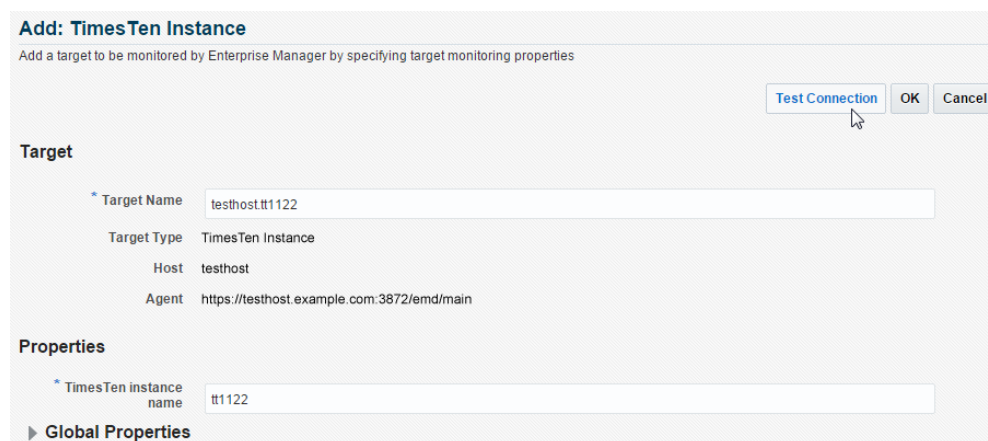 Add: TimesTen Instance
Add a target to be monitored by Enterprise Manager by specifying target monitoring properties
Test Connection OK Cancel
Target
* Target Name testhost.tt1122
Target Type TimesTen Instance
Host testhost
Agent https://testhost.example.com:3872/emd/main
Properties
* TimesTen instance
name tt1122
Global Properties